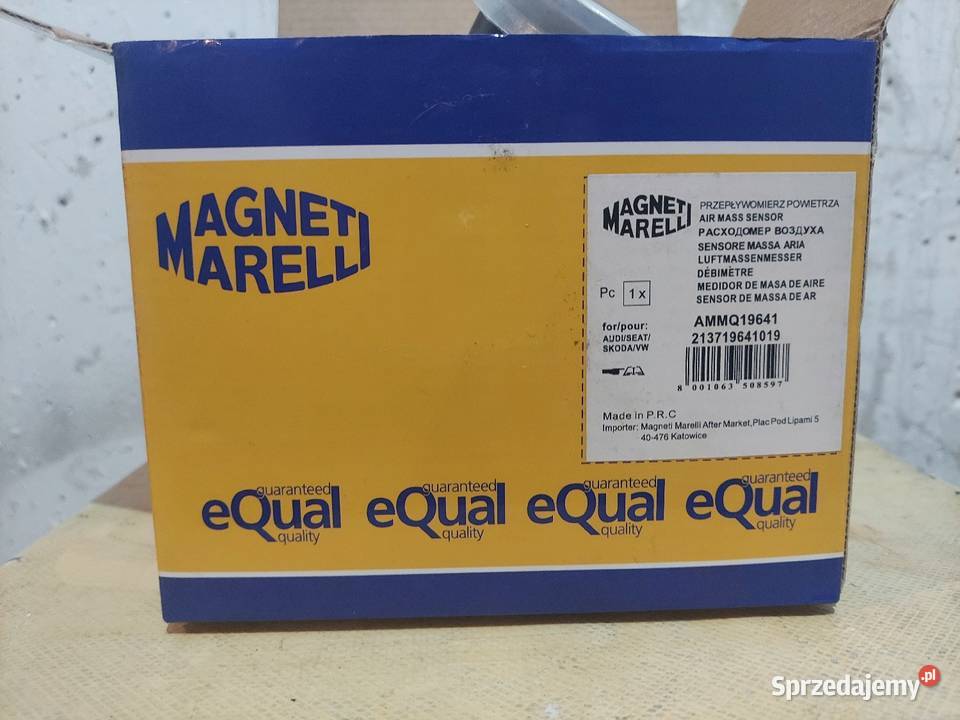 MAGNETI
MARELLI
MAGNETI
MARELLI
PRZEPŁYWOMIERZ POWIETRZA
AIR MASS SENSOR
РАСХОДОМЕР ВОЗДУХА
SENSORE MASSA ARIA
LUFTMASSENMESSER
DÉBIMÈTRE
MEDIDOR DE MASA DE AIRE
SENSOR DE MASSA DE AR
Pc 1x
AMMQ19641
213719641019
for/pour:
AUDI/SEAT/
SKODA/VW
8 001063 508597
Made in P.R.C
Importer: Magneti Marelli After Market, Plac Pod Lipami 5
40-476 Katowice
guaranteed
eQual
quality
guaranteed
eQual
quality
guaranteed
eQual
quality
guaranteed
eQual
quality
Sprzedajemy.pl